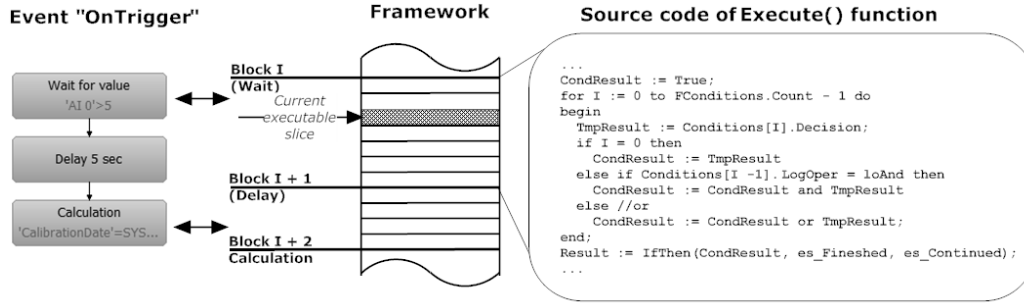 Event "OnTrigger"
Framework
Source code of Execute() function
Wait for value
'AI 0'>5
Delay 5 sec
Calculation
'CalibrationDate'=SYS...
Block I
(Wait)
Current
executable
slice
Block I + 1
(Delay)
Block I + 2
Calculation
...
CondResult := True;
for I := 0 to FConditions.Count - 1 do
begin
TmpResult := Conditions[I].Decision;
if I = 0 then
CondResult := TmpResult
else if Conditions[I -1].LogOper = loAnd then
CondResult := CondResult and TmpResult
else //or
CondResult := CondResult or TmpResult;
end;
Result := IfThen(CondResult, es_Fineshed, es_Continued);
...